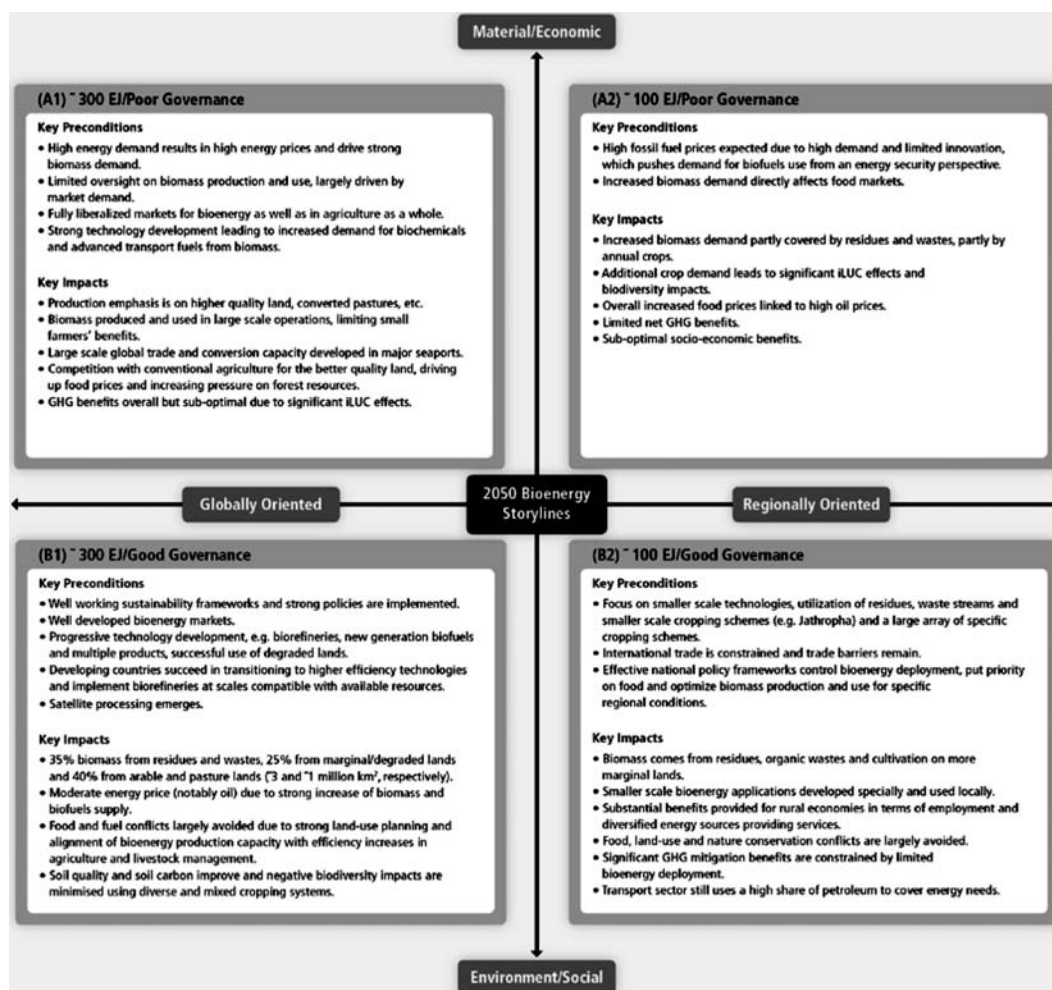 Material/Economic
(A1) ~ 300 EJ/Poor Governance
Key Preconditions
• High energy demand results in high energy prices and drive strong
biomass demand.
• Limited oversight on biomass production and use, largely driven by
market demand.
• Fully liberalized markets for bioenergy as well as in agriculture as a whole.
• Strong technology development leading to increased demand for biochemicals
and advanced transport fuels from biomass.
Key Impacts
• Production emphasis is on higher quality land, converted pastures, etc.
• Biomass produced and used in large scale operations, limiting small
farmers' benefits.
• Large scale global trade and conversion capacity developed in major seaports.
• Competition with conventional agriculture for the better quality land, driving
up food prices and increasing pressure on forest resources.
• GHG benefits overall but sub-optimal due to significant iLUC effects.
(A2) ~ 100 EJ/Poor Governance
Key Preconditions
• High fossil fuel prices expected due to high demand and limited innovation,
which pushes demand for biofuels use from an energy security perspective.
• Increased biomass demand directly affects food markets.
Key Impacts
• Increased biomass demand partly covered by residues and wastes, partly by
annual crops.
• Additional crop demand leads to significant iLUC effects and
biodiversity impacts.
• Overall increased food prices linked to high oil prices.
• Limited net GHG benefits.
• Sub-optimal socio-economic benefits.
Globally Oriented
2050 Bioenergy
Storylines
Regionally Oriented
(B1) ~ 300 EJ/Good Governance
Key Preconditions
• Well working sustainability frameworks and strong policies are implemented.
• Well developed bioenergy markets.
• Progressive technology development, e.g. biorefineries, new generation biofuels
and multiple products, successful use of degraded lands.
• Developing countries succeed in transitioning to higher efficiency technologies
and implement biorefineries at scales compatible with available resources.
• Satellite processing emerges.
Key Impacts
• 35% biomass from residues and wastes, 25% from marginal/degraded lands
and 40% from arable and pasture lands (~3 and ~1 million km², respectively).
• Moderate energy price (notably oil) due to strong increase of biomass and
biofuels supply.
• Food and fuel conflicts largely avoided due to strong land-use planning and
alignment of bioenergy production capacity with efficiency increases in
agriculture and livestock management.
• Soil quality and soil carbon improve and negative biodiversity impacts are
minimised using diverse and mixed cropping systems.
(B2) ~ 100 EJ/Good Governance
Key Preconditions
• Focus on smaller scale technologies, utilization of residues, waste streams and
smaller scale cropping schemes (e.g. Jathropha) and a large array of specific
cropping schemes.
• International trade is constrained and trade barriers remain.
• Effective national policy frameworks control bioenergy deployment, put priority
on food and optimize biomass production and use for specific
regional conditions.
Key Impacts
• Biomass comes from residues, organic wastes and cultivation on more
marginal lands.
• Smaller scale bioenergy applications developed specially and used locally.
• Substantial benefits provided for rural economies in terms of employment and
diversified energy sources providing services.
• Food, land-use and nature conservation conflicts are largely avoided.
• Significant GHG mitigation benefits are constrained by limited
bioenergy deployment.
• Transport sector still uses a high share of petroleum to cover energy needs.
Environment/Social